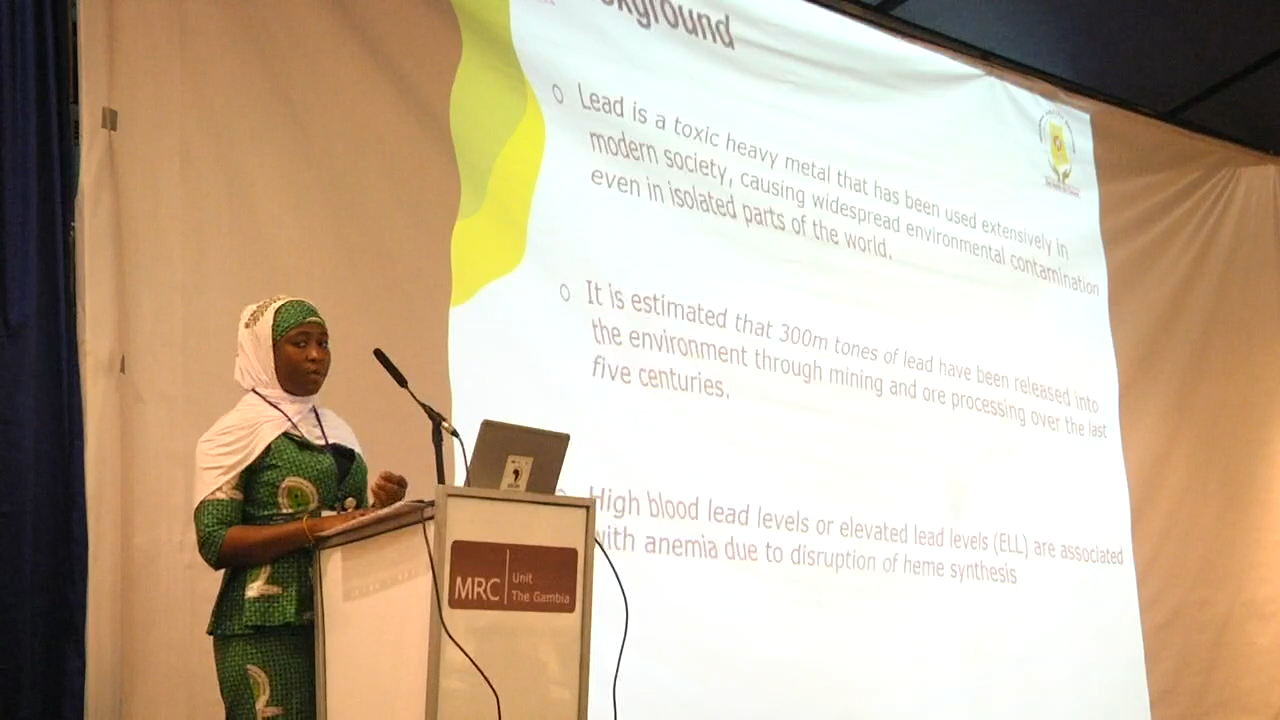 Lead is a toxic heavy metal that has been used extensively in
modern society, causing widespread environmental contamination
even in isolated parts of the world.
It is estimated that 300m tones of lead have been released into
the environment through mining and ore processing over the last
five centuries.
High blood lead levels or elevated lead levels (ELL) are associated
with anemia due to disruption of heme synthesis
MRC
Unit
The Gambia